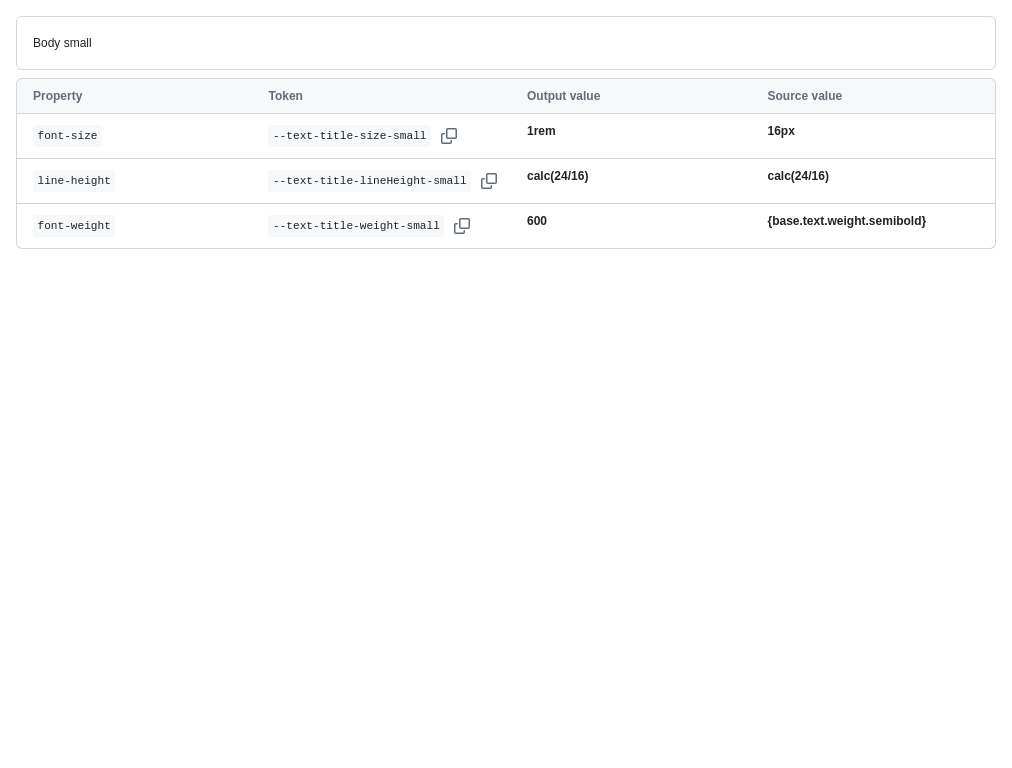 Body small
Property Token Output value Source value
font-size --text-title-size-small 1rem 16px
line-height --text-title-lineHeight-small calc(24/16) calc(24/16)
font-weight --text-title-weight-small 600 {base.text.weight.semibold}